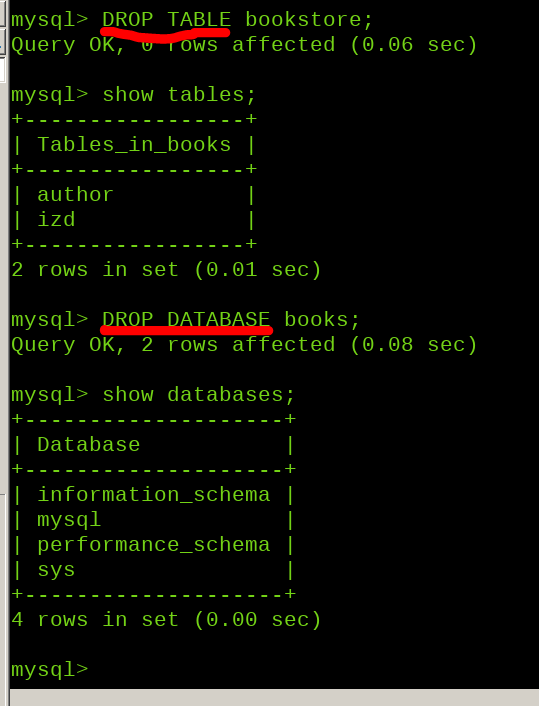 mysql> DROP TABLE bookstore;
Query OK, 0 rows affected (0.06 sec)
mysql> show tables;
+-----------------+
| Tables_in_books |
+-----------------+
| author          |
| izd             |
+-----------------+
2 rows in set (0.01 sec)
mysql> DROP DATABASE books;
Query OK, 2 rows affected (0.08 sec)
mysql> show databases;
+--------------------+
| Database           |
+--------------------+
| information_schema |
| mysql              |
| performance_schema |
| sys                |
+--------------------+
4 rows in set (0.00 sec)
mysql>